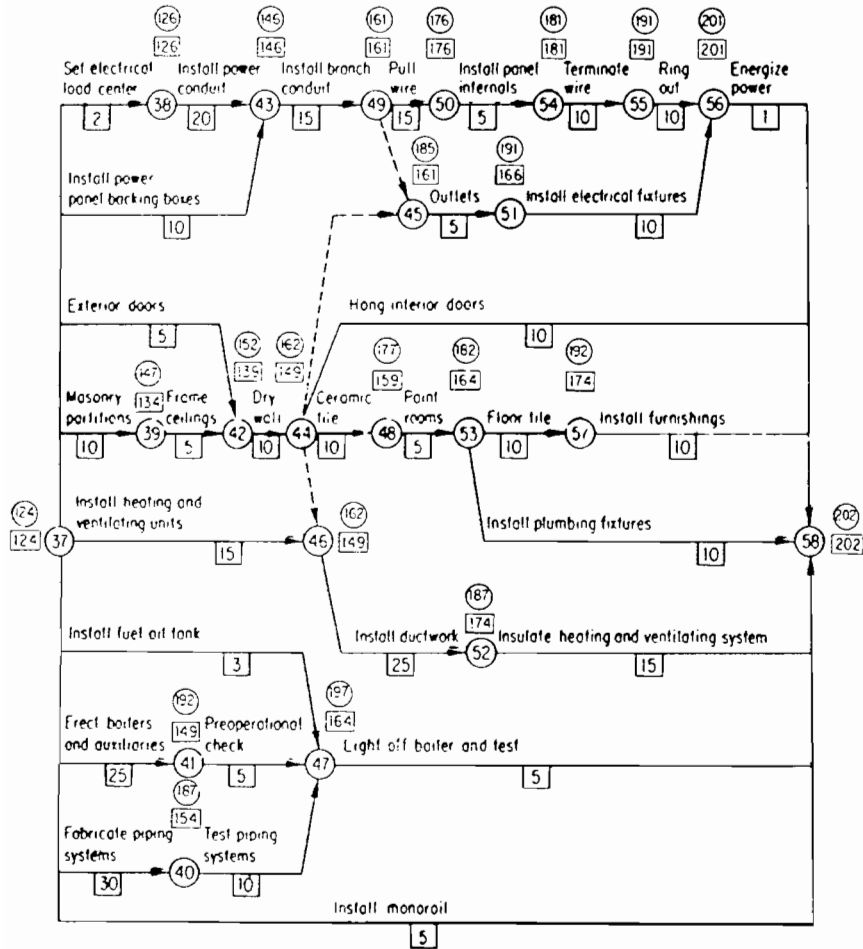 126 145 161 176 181 191 201
126 146 161 176 181 191 201
Set electrical load center
Install power conduit
Install branch conduit
Pull wire
Install panel internals
Terminate wire
Ring out
Energize power
38 43 49 50 54 55 56
2 20 15 15 5 10 10 1
185 191
161 166
Install power panel backing boxes
Outlets
Install electrical fixtures
45 51
10 5 10
Exterior doors
Hang interior doors
5 10
152 162 177 182 192
147 139 149 159 164 174
134
Masonry partitions
Frame ceilings
Dry wall
Ceramic tile
Paint rooms
Floor tile
Install furnishings
39 42 44 48 53 57
10 5 10 10 5 10 10
Install heating and ventilating units
Install plumbing fixtures
124 162 202
124 37 46 149 58 202
15 10
187
174
Install fuel oil tank
Install ductwork
Insulate heating and ventilating system
52
3 25 15
192 197
149 164
Erect boilers and auxiliaries
Preoperational check
Light off boiler and test
41 47
25 5 5
187
154
Fabricate piping systems
Test piping systems
40
30 10
Install monorail
5